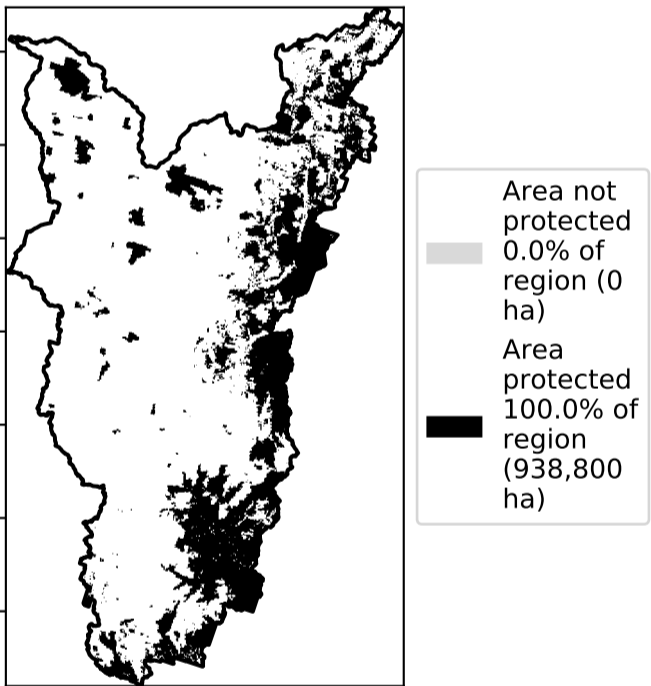 Area not
protected
0.0% of
region (0
ha)
Area
protected
100.0% of
region
(938,800
ha)